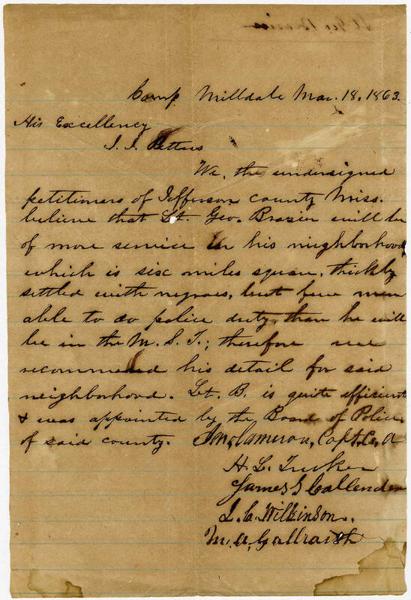 Lt Geo Brazier
Camp Milldale Mar. 18, 1863.
His Excellency
J. J. Pettus
We, the undersigned
petitioners of Jefferson County Miss.
believe that Lt. Geo. Brazier will be
of more service in his neighborhood,
which is six miles square, thickly
settled with negroes, but few men
able to do police duty, than he will
be in the M. S. T.; therefore we
recommend his detail for said
neighborhood. Lt. B. is quite efficient
& was appointed by the Board of Police
of said county. Jno. Cameron, Capt. Co. A
H. L. Tucker
James S Callender
L. C. Wilkinson.
M. A. Galbraith